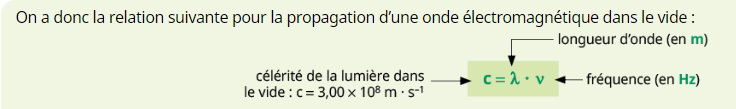 On a donc la relation suivante pour la propagation d'une onde électromagnétique dans le vide :
longueur d'onde (en m)
célérité de la lumière dans
le vide : c = 3,00 × 10⁸ m · s⁻¹
c = λ · ν
fréquence (en Hz)